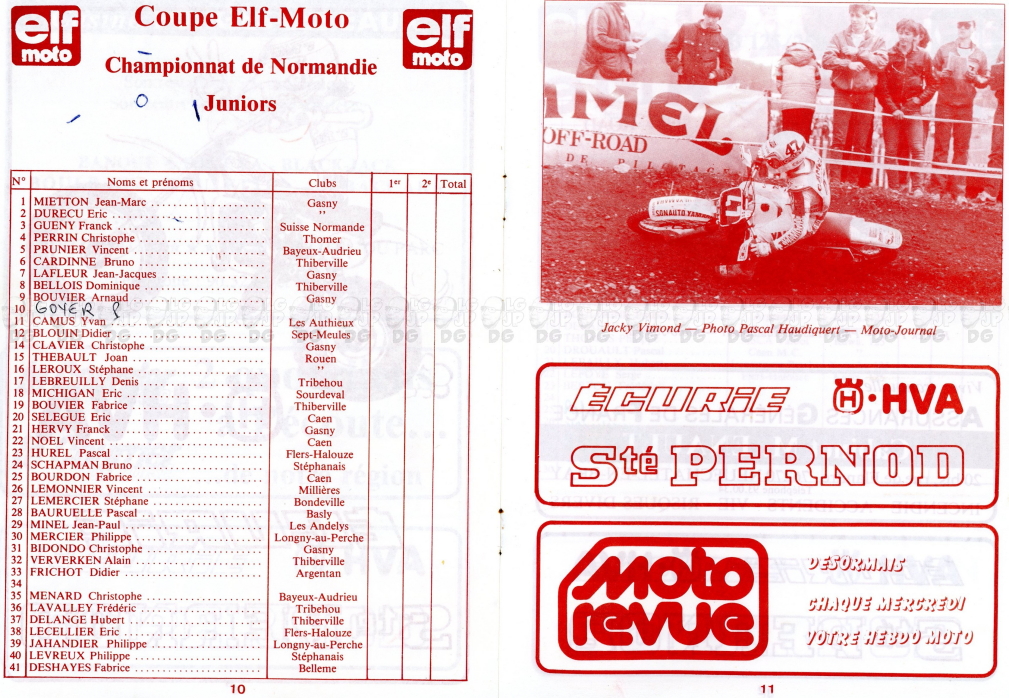 elf
moto
Coupe Elf-Moto
elf
moto
Championnat de Normandie
Juniors
N° Noms et prénoms Clubs 1er 2e Total
1 MIETTON Jean-Marc Gasny
2 DURECU Eric ''
3 GUENY Franck Suisse Normande
4 PERRIN Christophe Thomer
5 PRUNIER Vincent Bayeux-Audrieu
6 CARDINNE Bruno Thiberville
7 LAFLEUR Jean-Jacques Gasny
8 BELLOIS Dominique Thiberville
9 BOUVIER Arnaud Gasny
10 GOYER P
11 CAMUS Yvan Les Authieux
12 BLOUIN Didier Sept-Meules
14 CLAVIER Christophe Gasny
15 THEBAULT Joan Rouen
16 LEROUX Stéphane ''
17 LEBREUILLY Denis Tribehou
18 MICHIGAN Eric Sourdeval
19 BOUVIER Fabrice Thiberville
20 SELEGUE Eric Caen
21 HERVY Franck Gasny
22 NOEL Vincent Caen
23 HUREL Pascal Flers-Halouze
24 SCHAPMAN Bruno Stéphanais
25 BOURDON Fabrice Caen
26 LEMONNIER Vincent Millières
27 LEMERCIER Stéphane Bondeville
28 BAURUELLE Pascal Basly
29 MINEL Jean-Paul Les Andelys
30 MERCIER Philippe Longny-au-Perche
31 BIDONDO Christophe Gasny
32 VERVERKEN Alain Thiberville
33 FRICHOT Didier Argentan
34
35 MENARD Christophe Bayeux-Audrieu
36 LAVALLEY Frédéric Tribehou
37 DELANGE Hubert Thiberville
38 LECELLIER Eric Flers-Halouze
39 JAHANDIER Philippe Longny-au-Perche
40 LEVREUX Philippe Stéphanais
41 DESHAYES Fabrice Belleme
10
MEL
OFF-ROAD
DE PILOTA
SONAUTO YAM
Jacky Vimond — Photo Pascal Haudiquert — Moto-Journal
ÉCURIE H·HVA
Sté PERNOD
moto
revue
DESORMAIS
CHAQUE MERCREDI
VOTRE HEBDO MOTO
11